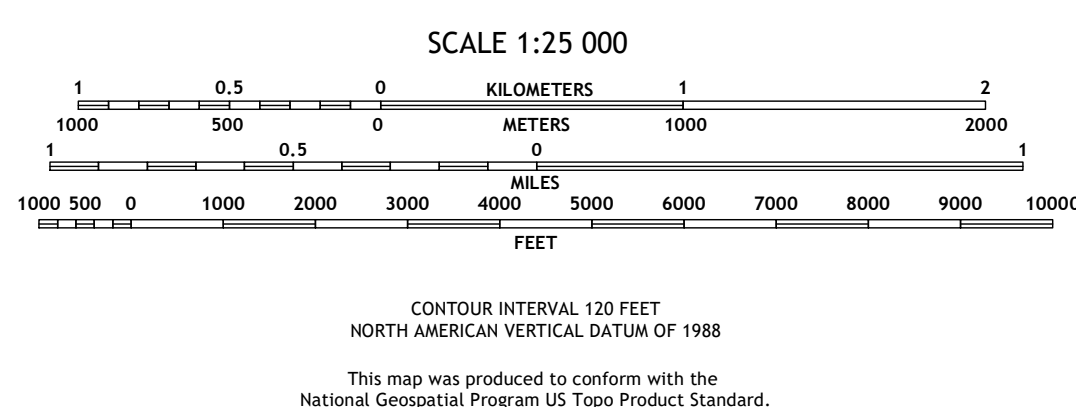 SCALE 1:25 000
1 0.5 0 KILOMETERS 1 2
1000 500 0 METERS 1000 2000
1 0.5 0 1
MILES
1000 500 0 1000 2000 3000 4000 5000 6000 7000 8000 9000 10000
FEET
CONTOUR INTERVAL 120 FEET
NORTH AMERICAN VERTICAL DATUM OF 1988
This map was produced to conform with the
National Geospatial Program US Topo Product Standard.